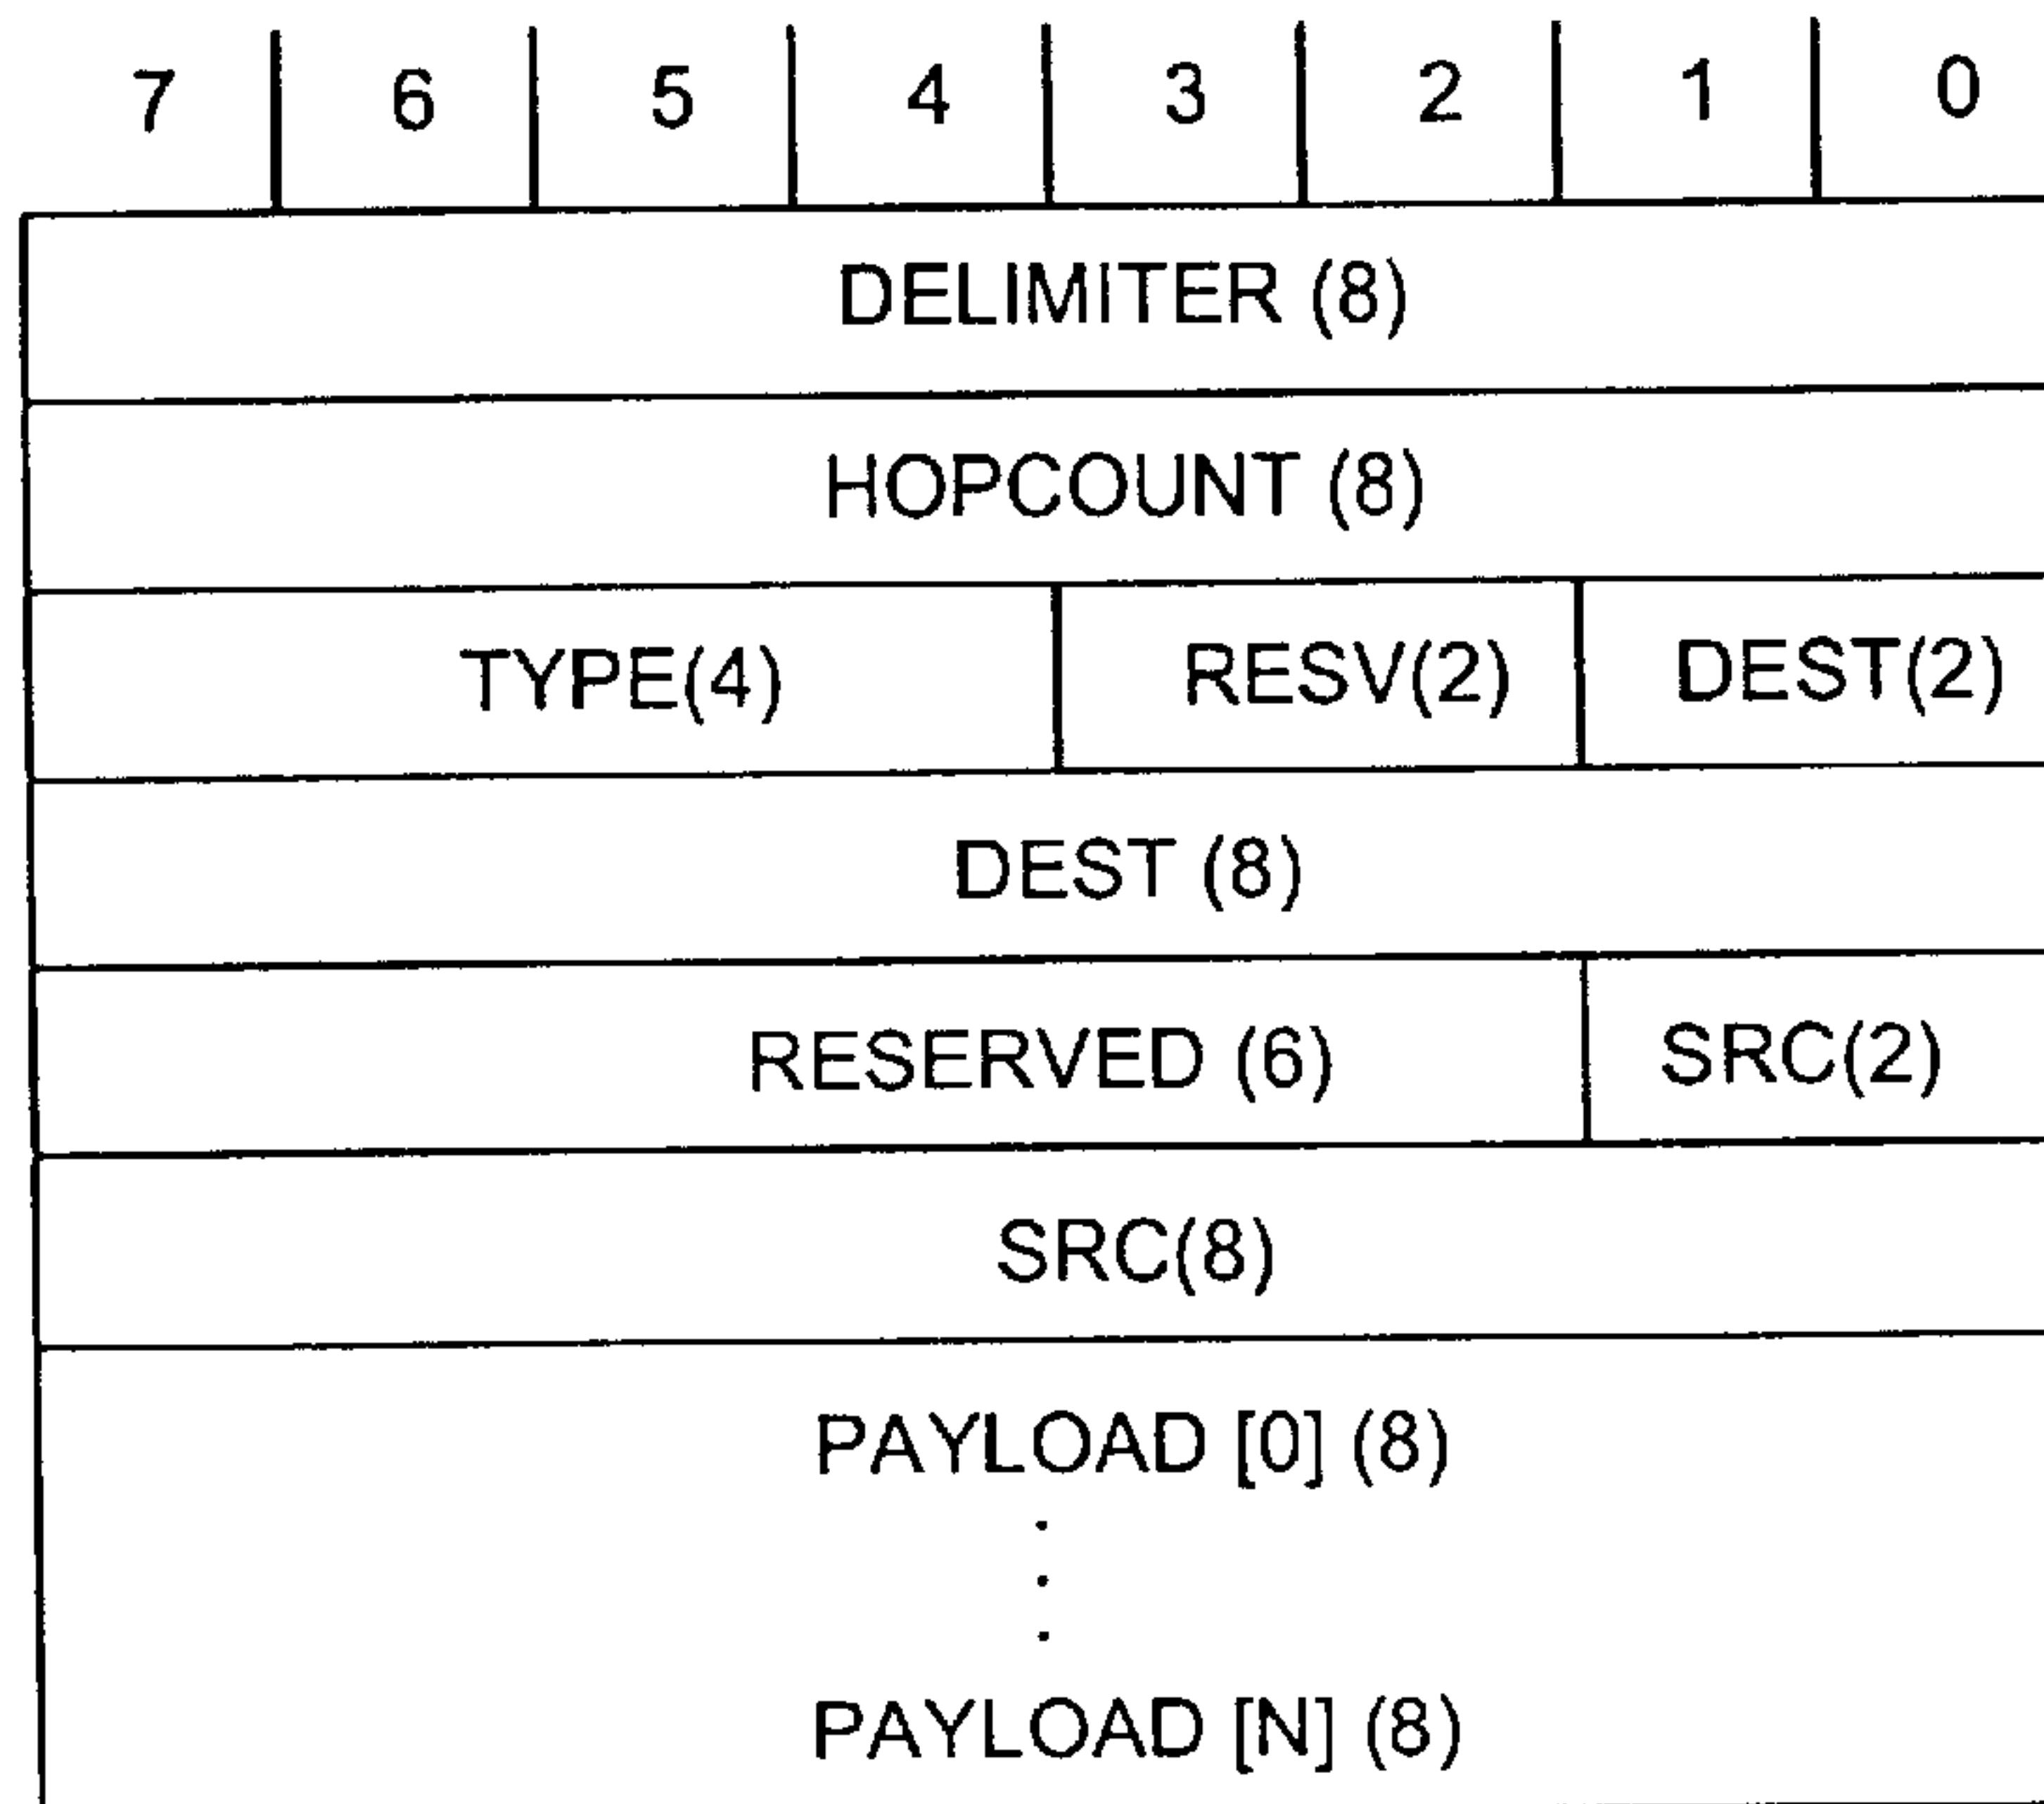 7 6 5 4 3 2 1 0
DELIMITER (8)
HOPCOUNT (8)
TYPE(4) RESV(2) DEST(2)
DEST (8)
RESERVED (6) SRC(2)
SRC(8)
PAYLOAD [0] (8)
PAYLOAD [N] (8)